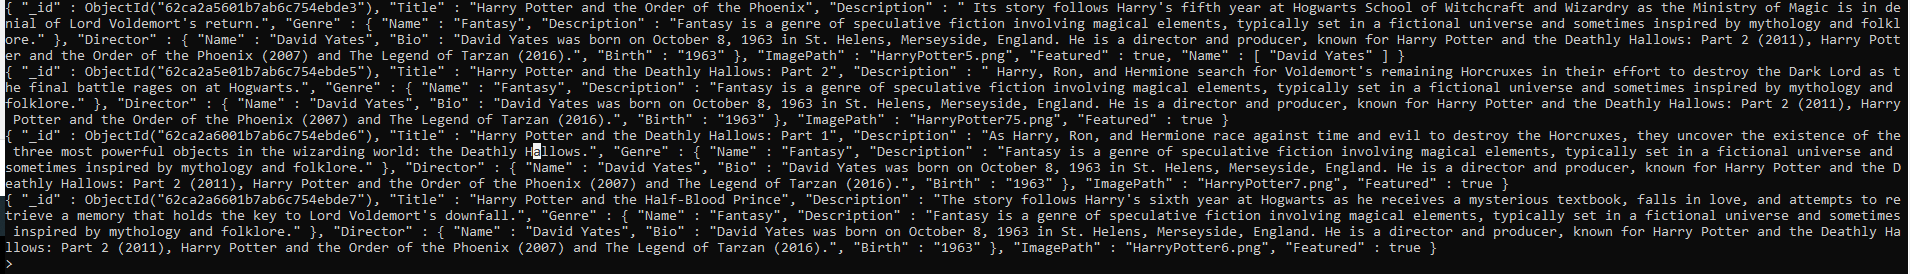 { "_id" : ObjectId("62ca2a5601b7ab6c754ebde3"), "Title" : "Harry Potter and the Order of the Phoenix", "Description" : " Its story follows Harry's fifth year at Hogwarts School of Witchcraft and Wizardry as the Ministry of Magic is in de
nial of Lord Voldemort's return.", "Genre" : { "Name" : "Fantasy", "Description" : "Fantasy is a genre of speculative fiction involving magical elements, typically set in a fictional universe and sometimes inspired by mythology and folkl
ore." }, "Director" : { "Name" : "David Yates", "Bio" : "David Yates was born on October 8, 1963 in St. Helens, Merseyside, England. He is a director and producer, known for Harry Potter and the Deathly Hallows: Part 2 (2011), Harry Pott
er and the Order of the Phoenix (2007) and The Legend of Tarzan (2016).", "Birth" : "1963" }, "ImagePath" : "HarryPotter5.png", "Featured" : true, "Name" : [ "David Yates" ] }
{ "_id" : ObjectId("62ca2a5e01b7ab6c754ebde5"), "Title" : "Harry Potter and the Deathly Hallows: Part 2", "Description" : " Harry, Ron, and Hermione search for Voldemort's remaining Horcruxes in their effort to destroy the Dark Lord as t
he final battle rages on at Hogwarts.", "Genre" : { "Name" : "Fantasy", "Description" : "Fantasy is a genre of speculative fiction involving magical elements, typically set in a fictional universe and sometimes inspired by mythology and
folklore." }, "Director" : { "Name" : "David Yates", "Bio" : "David Yates was born on October 8, 1963 in St. Helens, Merseyside, England. He is a director and producer, known for Harry Potter and the Deathly Hallows: Part 2 (2011), Harry
Potter and the Order of the Phoenix (2007) and The Legend of Tarzan (2016).", "Birth" : "1963" }, "ImagePath" : "HarryPotter75.png", "Featured" : true }
{ "_id" : ObjectId("62ca2a6001b7ab6c754ebde6"), "Title" : "Harry Potter and the Deathly Hallows: Part 1", "Description" : "As Harry, Ron, and Hermione race against time and evil to destroy the Horcruxes, they uncover the existence of the
three most powerful objects in the wizarding world: the Deathly Hallows.", "Genre" : { "Name" : "Fantasy", "Description" : "Fantasy is a genre of speculative fiction involving magical elements, typically set in a fictional universe and
sometimes inspired by mythology and folklore." }, "Director" : { "Name" : "David Yates", "Bio" : "David Yates was born on October 8, 1963 in St. Helens, Merseyside, England. He is a director and producer, known for Harry Potter and the D
eathly Hallows: Part 2 (2011), Harry Potter and the Order of the Phoenix (2007) and The Legend of Tarzan (2016).", "Birth" : "1963" }, "ImagePath" : "HarryPotter7.png", "Featured" : true }
{ "_id" : ObjectId("62ca2a6601b7ab6c754ebde7"), "Title" : "Harry Potter and the Half-Blood Prince", "Description" : "The story follows Harry's sixth year at Hogwarts as he receives a mysterious textbook, falls in love, and attempts to re
trieve a memory that holds the key to Lord Voldemort's downfall.", "Genre" : { "Name" : "Fantasy", "Description" : "Fantasy is a genre of speculative fiction involving magical elements, typically set in a fictional universe and sometimes
inspired by mythology and folklore." }, "Director" : { "Name" : "David Yates", "Bio" : "David Yates was born on October 8, 1963 in St. Helens, Merseyside, England. He is a director and producer, known for Harry Potter and the Deathly Ha
llows: Part 2 (2011), Harry Potter and the Order of the Phoenix (2007) and The Legend of Tarzan (2016).", "Birth" : "1963" }, "ImagePath" : "HarryPotter6.png", "Featured" : true }
>